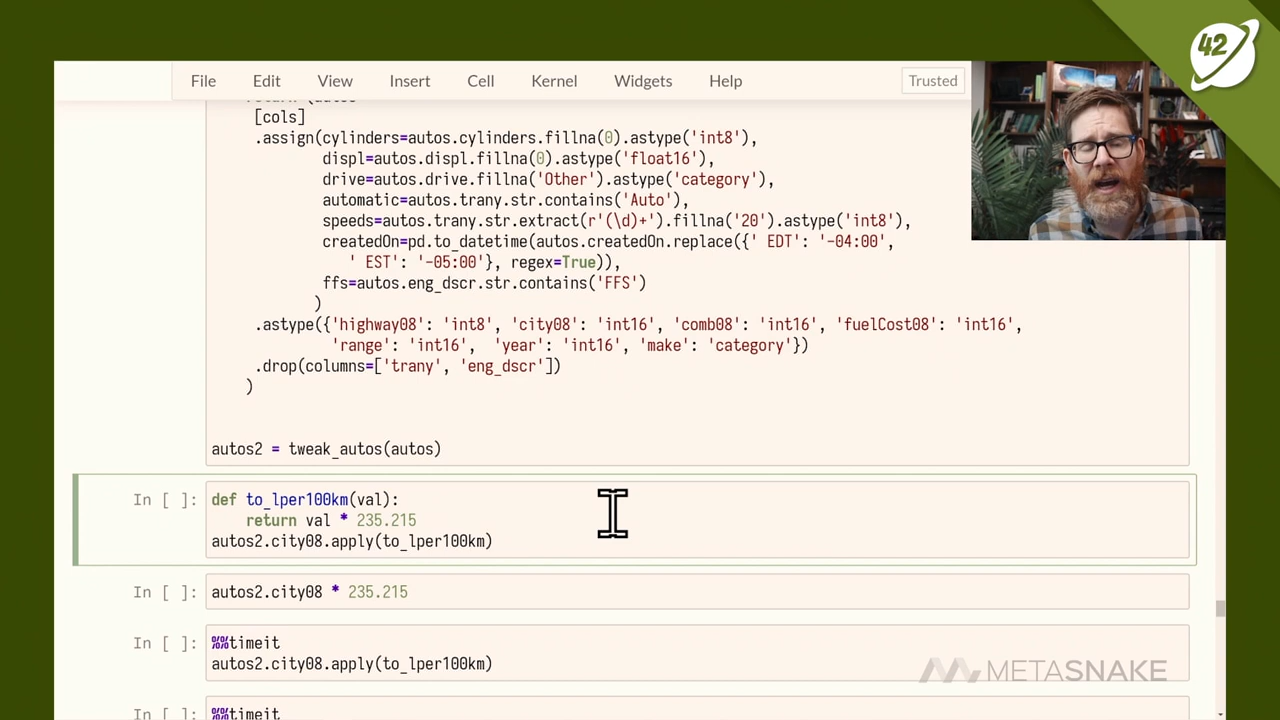 42
File Edit View Insert Cell Kernel Widgets Help Trusted
[cols]
.assign(cylinders=autos.cylinders.fillna(0).astype('int8'),
displ=autos.displ.fillna(0).astype('float16'),
drive=autos.drive.fillna('Other').astype('category'),
automatic=autos.trany.str.contains('Auto'),
speeds=autos.trany.str.extract(r'(\d)+').fillna('20').astype('int8'),
createdOn=pd.to_datetime(autos.createdOn.replace({' EDT': '-04:00',
' EST': '-05:00'}, regex=True)),
ffs=autos.eng_dscr.str.contains('FFS')
)
.astype({'highway08': 'int8', 'city08': 'int16', 'comb08': 'int16', 'fuelCost08': 'int16',
'range': 'int16', 'year': 'int16', 'make': 'category'})
.drop(columns=['trany', 'eng_dscr'])
)
autos2 = tweak_autos(autos)
In [ ]: def to_lper100km(val):
return val * 235.215
autos2.city08.apply(to_lper100km)
In [ ]: autos2.city08 * 235.215
In [ ]: %%timeit
autos2.city08.apply(to_lper100km)
METASNAKE
In [ ]: %%timeit